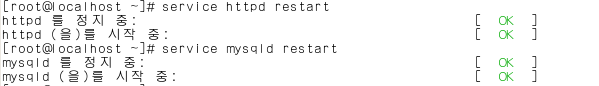 [root@localhost ~]# service httpd restart
httpd 를 정지 중: [ OK ]
httpd (을)를 시작 중: [ OK ]
[root@localhost ~]# service mysqld restart
mysqld 를 정지 중: [ OK ]
mysqld (을)를 시작 중: [ OK ]